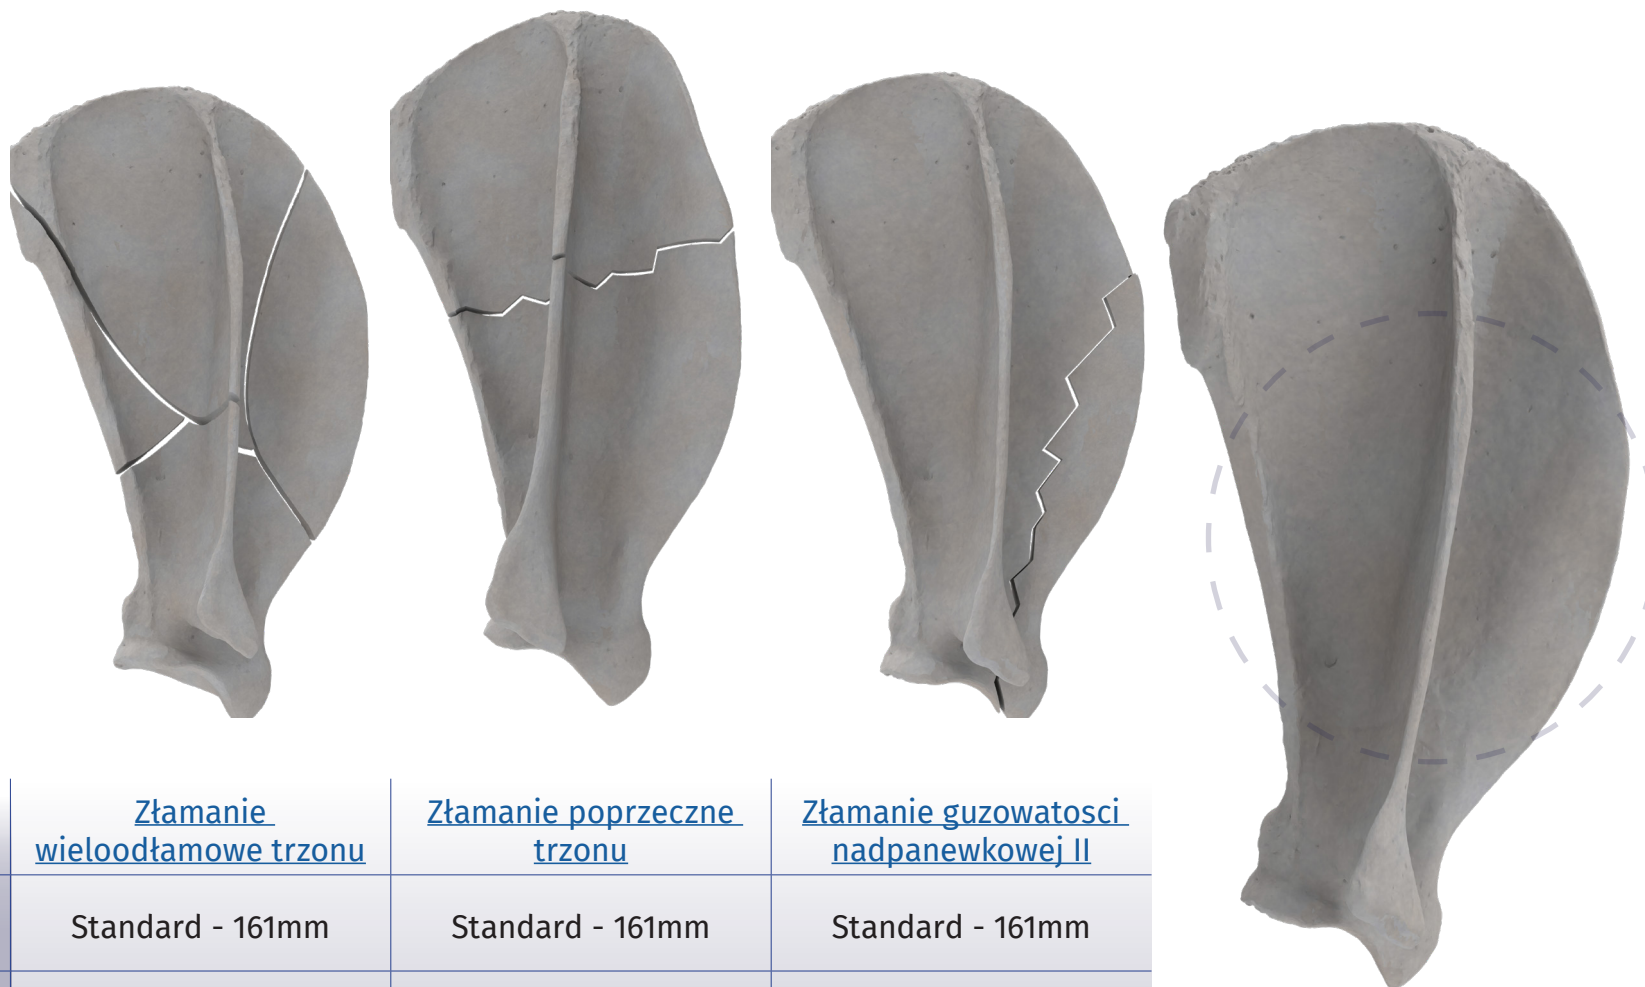 Złamanie
wieloodłamowe trzonu
Złamanie poprzeczne
trzonu
Złamanie guzowatosci
nadpanewkowej II
Standard - 161mm
Standard - 161mm
Standard - 161mm